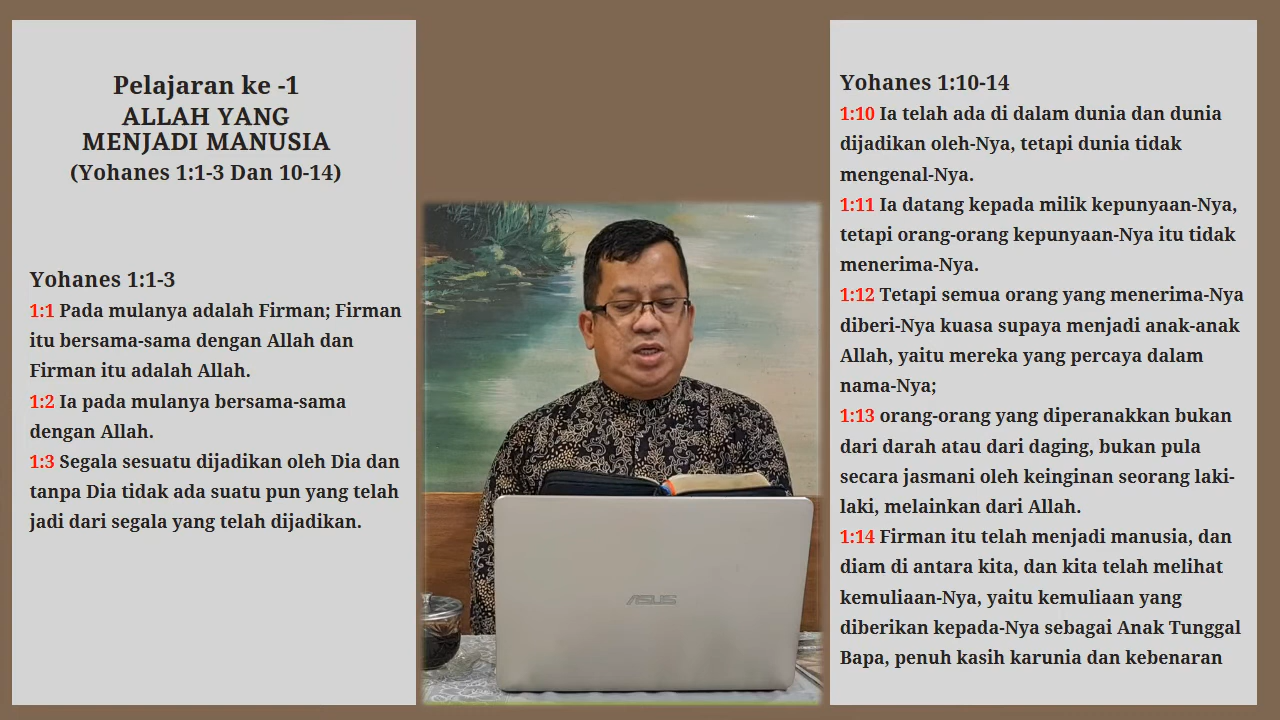 Pelajaran ke -1
ALLAH YANG
MENJADI MANUSIA
(Yohanes 1:1-3 Dan 10-14)
Yohanes 1:1-3
1:1 Pada mulanya adalah Firman; Firman
itu bersama-sama dengan Allah dan
Firman itu adalah Allah.
1:2 Ia pada mulanya bersama-sama
dengan Allah.
1:3 Segala sesuatu dijadikan oleh Dia dan
tanpa Dia tidak ada suatu pun yang telah
jadi dari segala yang telah dijadikan.
ASUS
Yohanes 1:10-14
1:10 Ia telah ada di dalam dunia dan dunia
dijadikan oleh-Nya, tetapi dunia tidak
mengenal-Nya.
1:11 Ia datang kepada milik kepunyaan-Nya,
tetapi orang-orang kepunyaan-Nya itu tidak
menerima-Nya.
1:12 Tetapi semua orang yang menerima-Nya
diberi-Nya kuasa supaya menjadi anak-anak
Allah, yaitu mereka yang percaya dalam
nama-Nya;
1:13 orang-orang yang diperanakkan bukan
dari darah atau dari daging, bukan pula
secara jasmani oleh keinginan seorang laki-
laki, melainkan dari Allah.
1:14 Firman itu telah menjadi manusia, dan
diam di antara kita, dan kita telah melihat
kemuliaan-Nya, yaitu kemuliaan yang
diberikan kepada-Nya sebagai Anak Tunggal
Bapa, penuh kasih karunia dan kebenaran